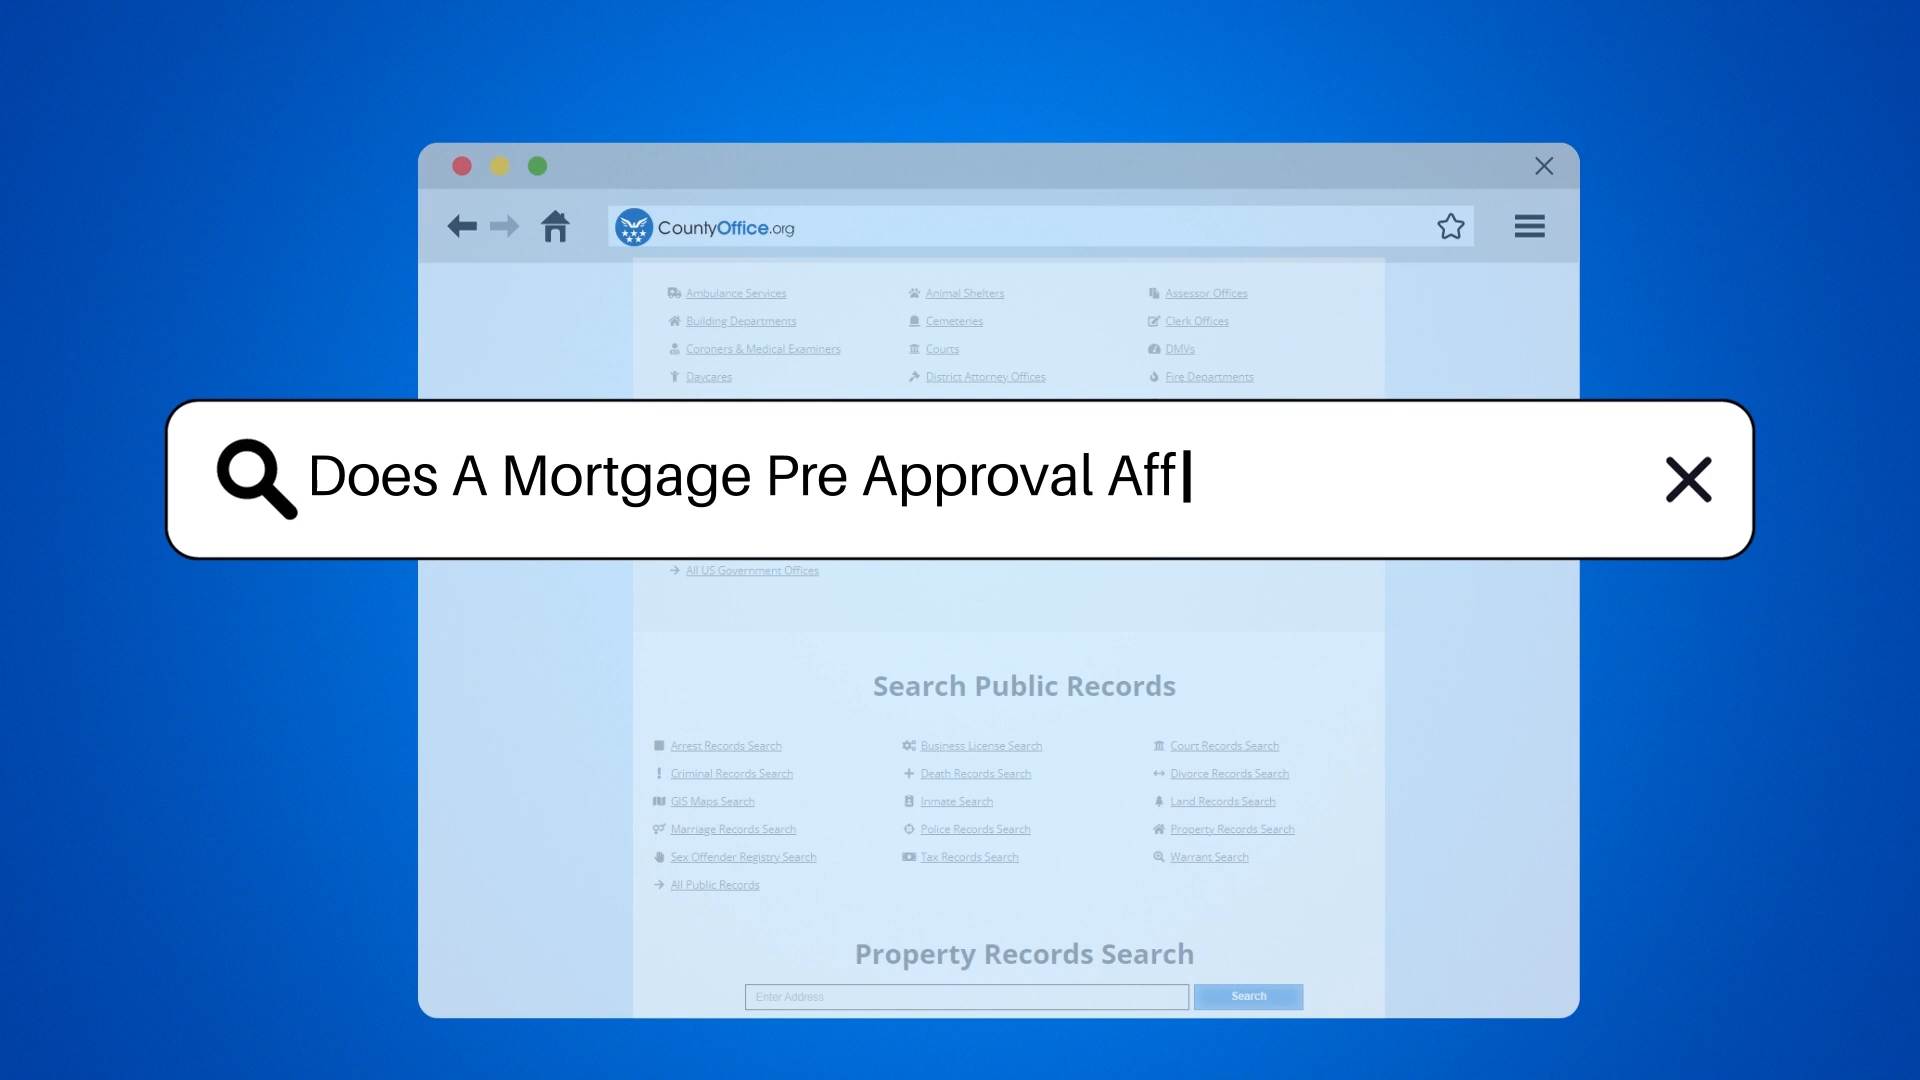 CountyOffice.org
Ambulance Services Animal Shelters Assessor Offices
Building Departments Cemeteries Clerk Offices
Coroners & Medical Examiners Courts DMVs
Daycares District Attorney Offices Fire Departments
Does A Mortgage Pre Approval Aff
All US Government Offices
Search Public Records
Arrest Records Search Business License Search Court Records Search
Criminal Records Search Death Records Search Divorce Records Search
GIS Maps Search Inmate Search Land Records Search
Marriage Records Search Police Records Search Property Records Search
Sex Offender Registry Search Tax Records Search Warrant Search
All Public Records
Property Records Search
Enter Address Search